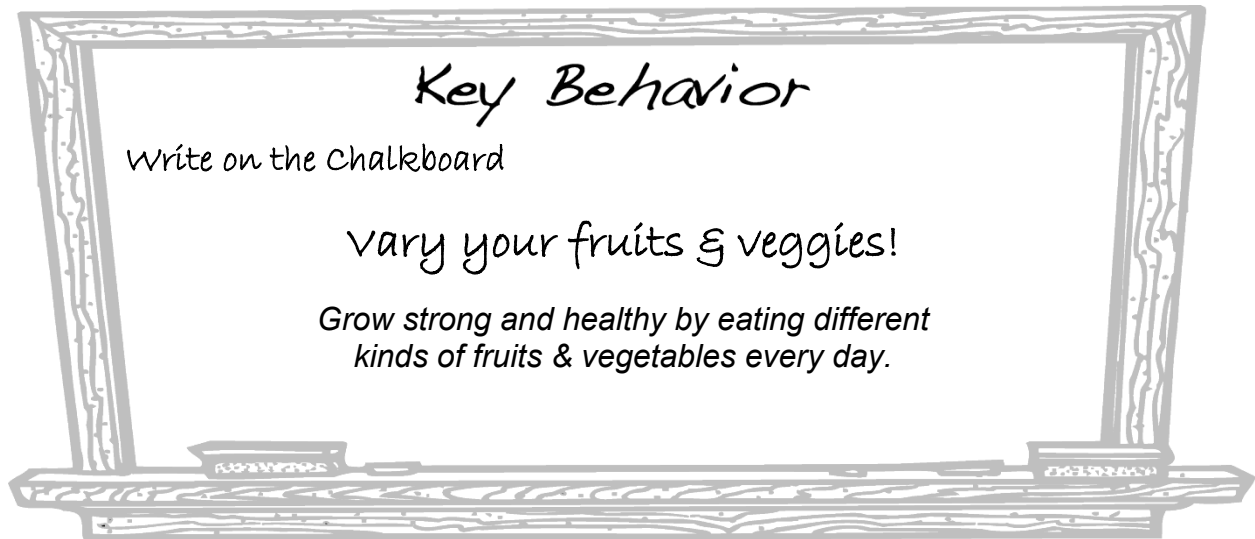 Key Behavior
Write on the Chalkboard
Vary your fruits & veggies!
Grow strong and healthy by eating different
kinds of fruits & vegetables every day.